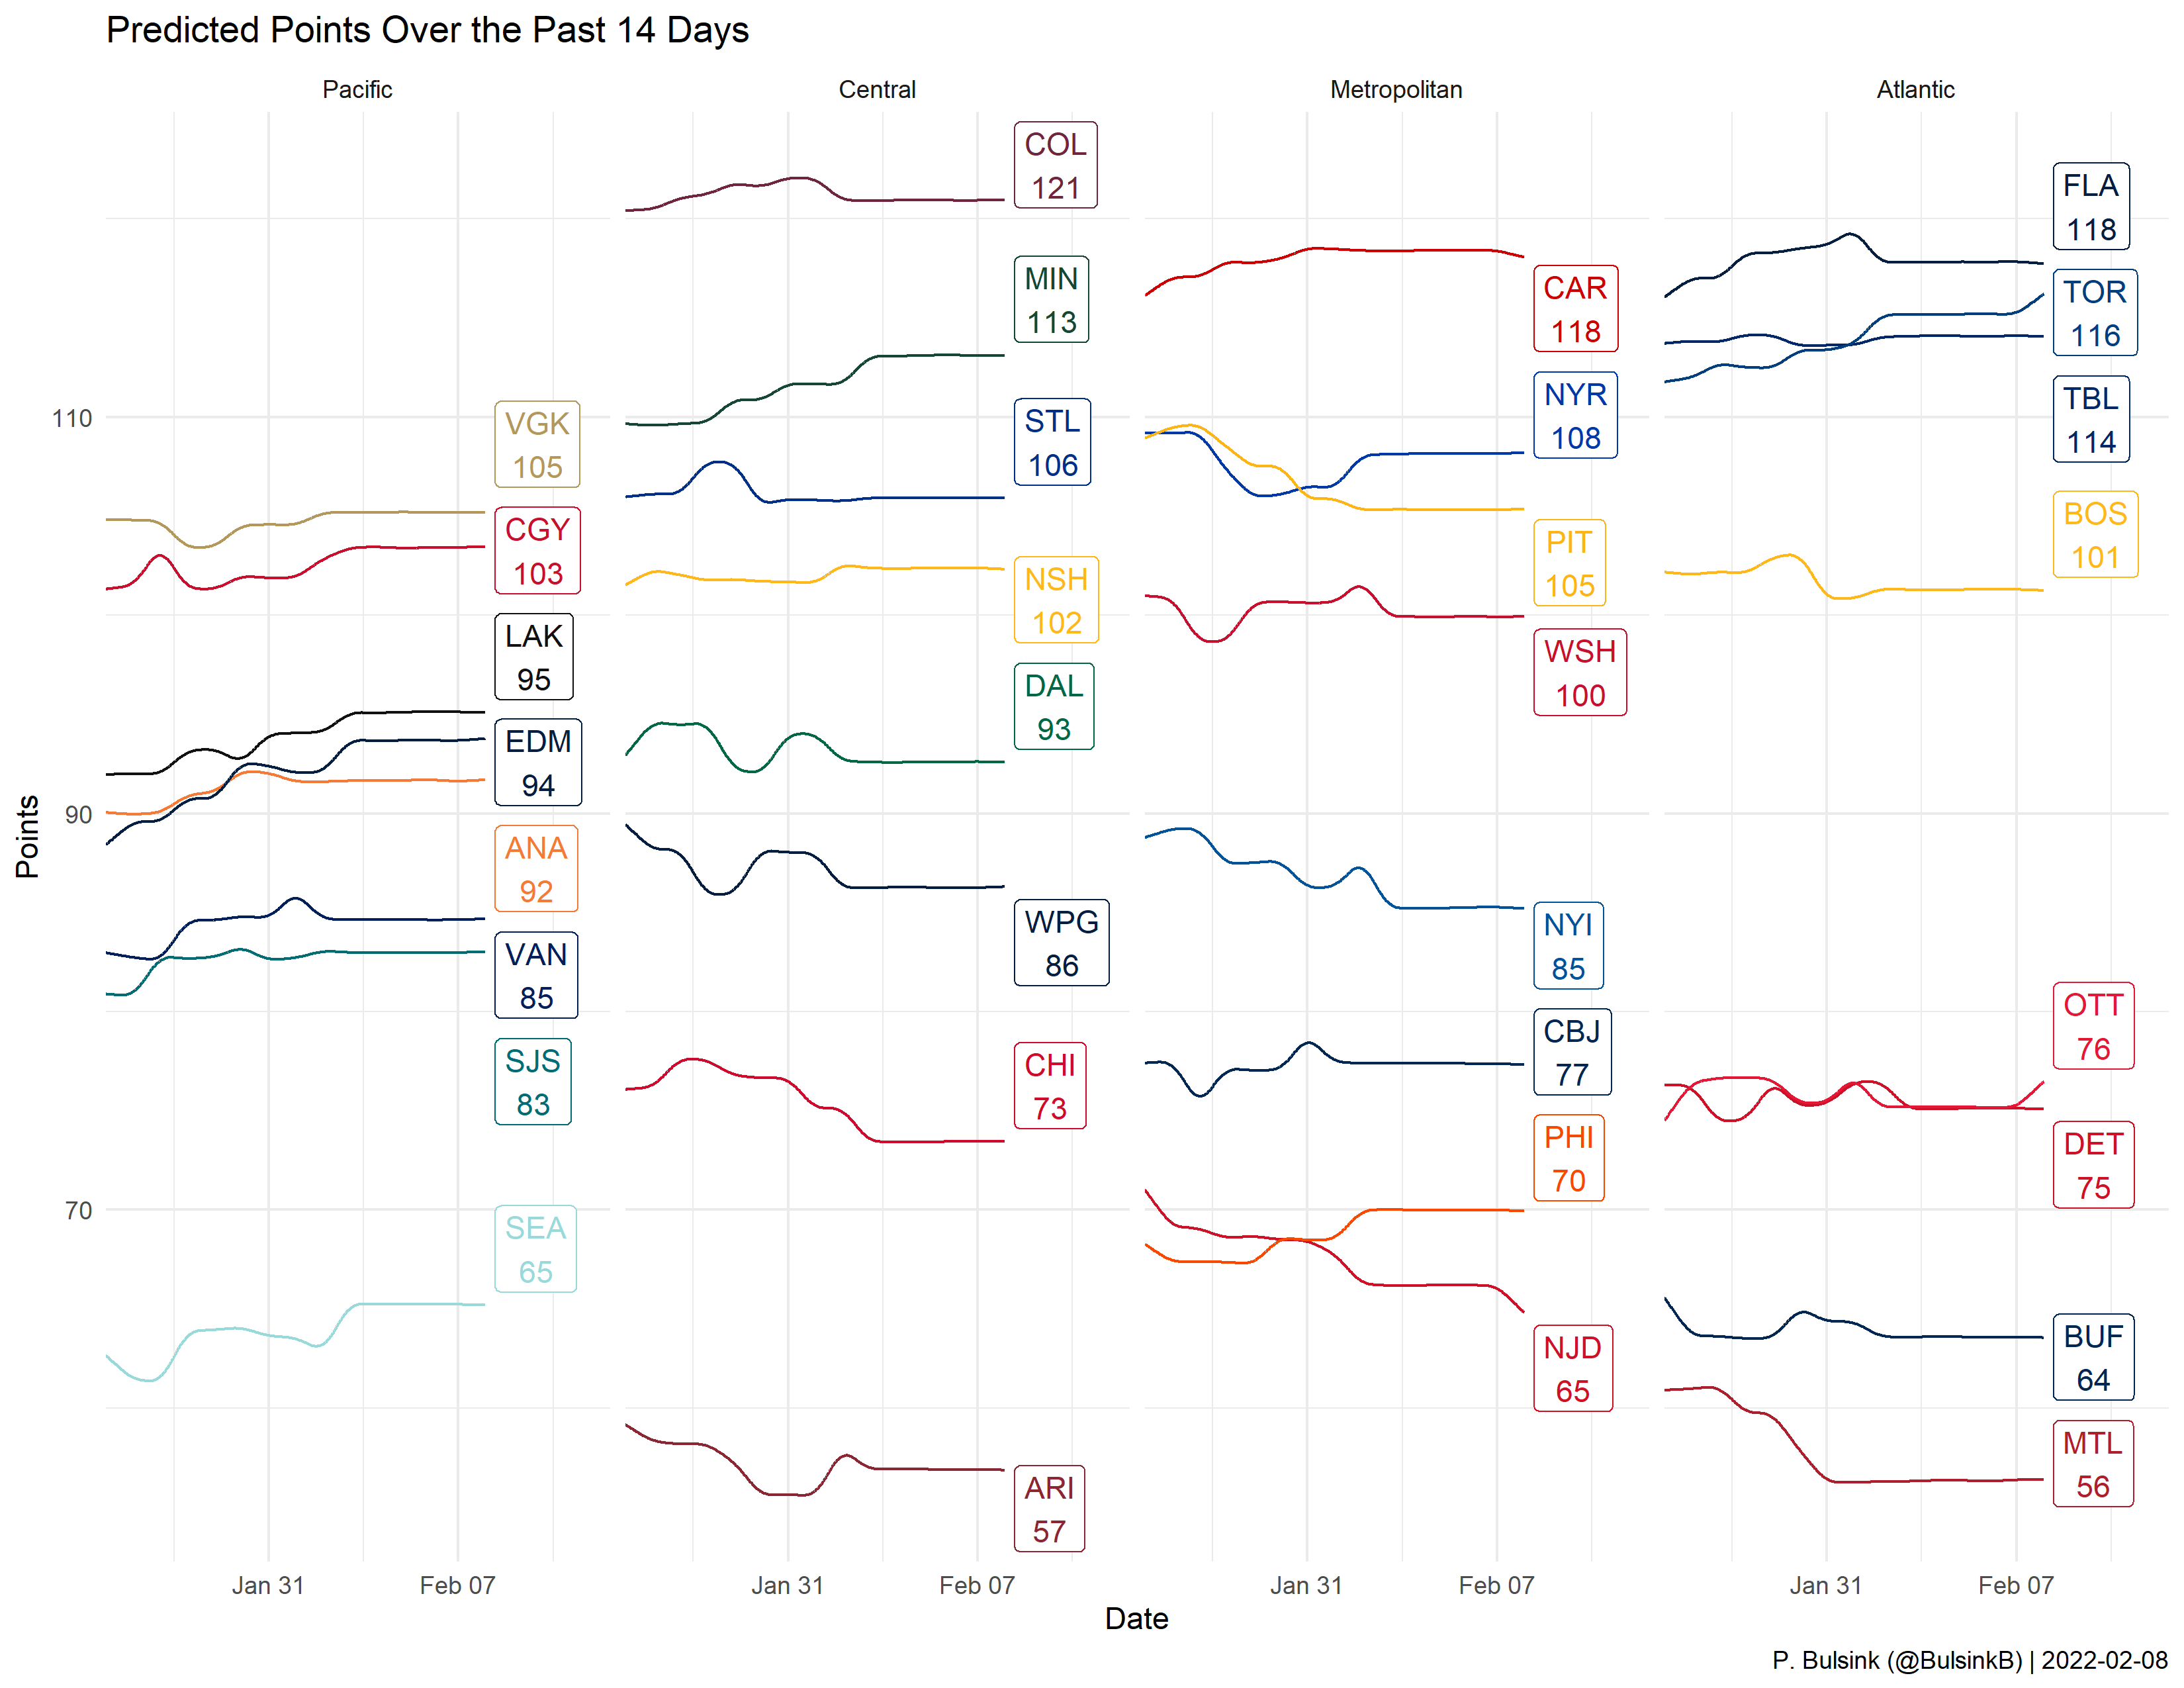 Predicted Points Over the Past 14 Days
Pacific
Central
Metropolitan
Atlantic
Points
110
90
70
VGK
105
CGY
103
LAK
95
EDM
94
ANA
92
VAN
85
SJS
83
SEA
65
COL
121
MIN
113
STL
106
NSH
102
DAL
93
WPG
86
CHI
73
ARI
57
CAR
118
NYR
108
PIT
105
WSH
100
NYI
85
CBJ
77
PHI
70
NJD
65
FLA
118
TOR
116
TBL
114
BOS
101
OTT
76
DET
75
BUF
64
MTL
56
Jan 31
Feb 07
Jan 31
Feb 07
Jan 31
Feb 07
Jan 31
Feb 07
Date
P. Bulsink (@BulsinkB) | 2022-02-08